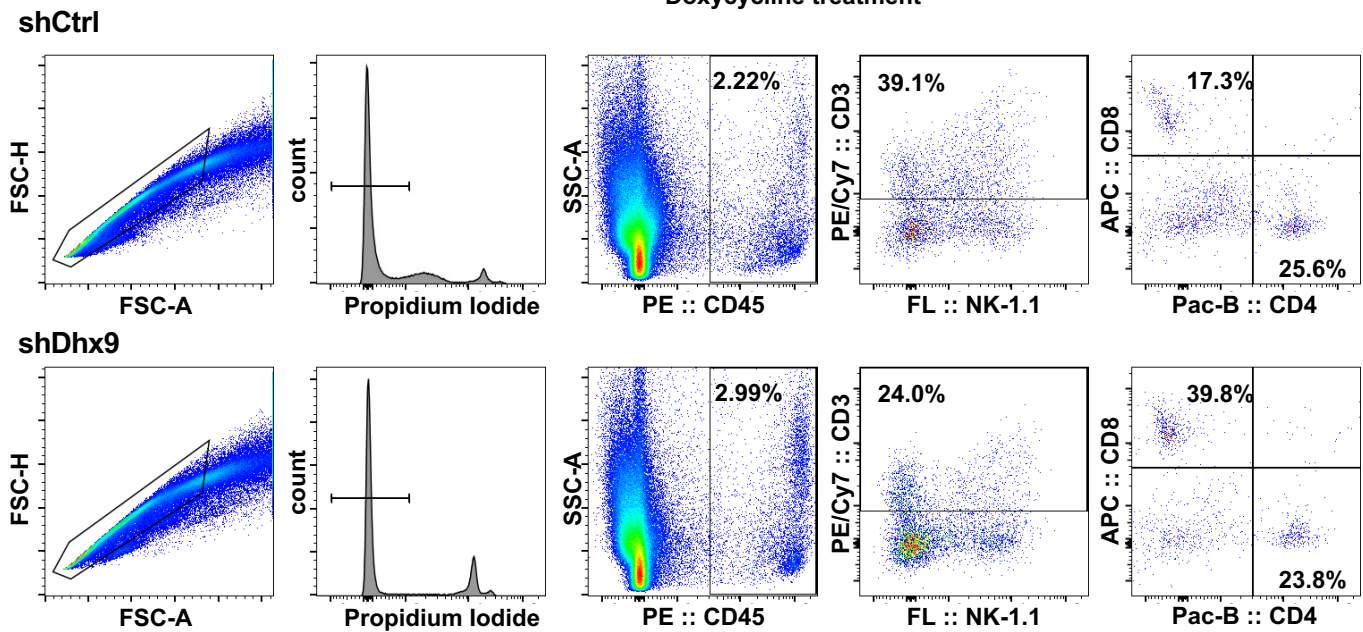 Doxycycline treatment
shCtrl
FSC-H
FSC-A
count
Propidium Iodide
SSC-A
2.22%
PE :: CD45
PE/Cy7 :: CD3
39.1%
FL :: NK-1.1
APC :: CD8
17.3%
25.6%
Pac-B :: CD4
shDhx9
FSC-H
FSC-A
count
Propidium Iodide
SSC-A
2.99%
PE :: CD45
PE/Cy7 :: CD3
24.0%
FL :: NK-1.1
APC :: CD8
39.8%
23.8%
Pac-B :: CD4